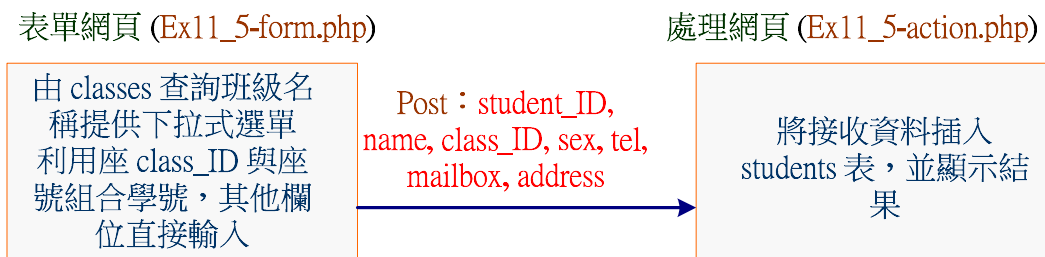 表單網頁 (Ex11_5-form.php)
處理網頁 (Ex11_5-action.php)
由 classes 查詢班級名
稱提供下拉式選單
利用座 class_ID 與座
號組合學號，其他欄
位直接輸入
Post：student_ID,
name, class_ID, sex, tel,
mailbox, address
將接收資料插入
students 表，並顯示結
果